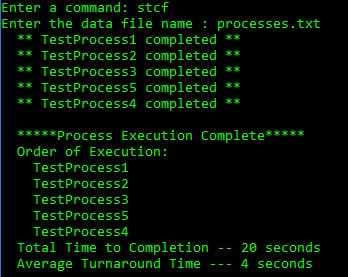 Enter a command: stcf
Enter the data file name : processes.txt
** TestProcess1 completed **
** TestProcess2 completed **
** TestProcess3 completed **
** TestProcess5 completed **
** TestProcess4 completed **
*****Process Execution Complete*****
Order of Execution:
TestProcess1
TestProcess2
TestProcess3
TestProcess5
TestProcess4
Total Time to Completion -- 20 seconds
Average Turnaround Time --- 4 seconds